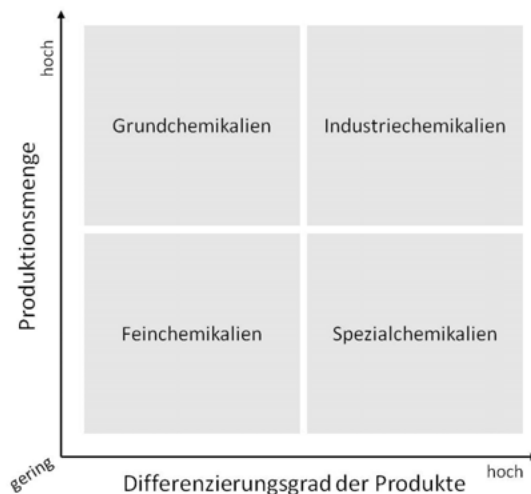 hoch
Produktionsmenge
Grundchemikalien
Industriechemikalien
Feinchemikalien
Spezialchemikalien
gering
Differenzierungsgrad der Produkte
hoch